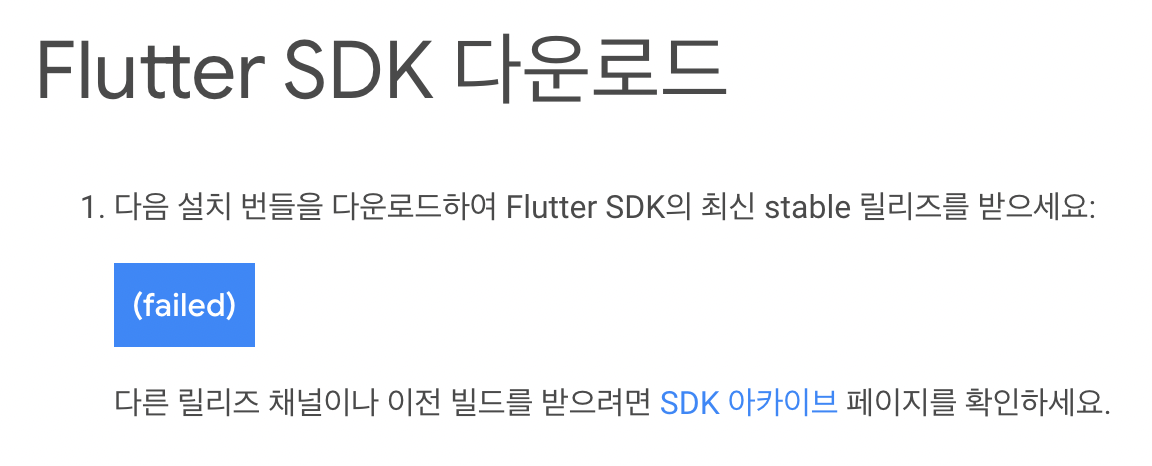 Flutter SDK 다운로드
1. 다음 설치 번들을 다운로드하여 Flutter SDK의 최신 stable 릴리즈를 받으세요:
(failed)
다른 릴리즈 채널이나 이전 빌드를 받으려면 SDK 아카이브 페이지를 확인하세요.